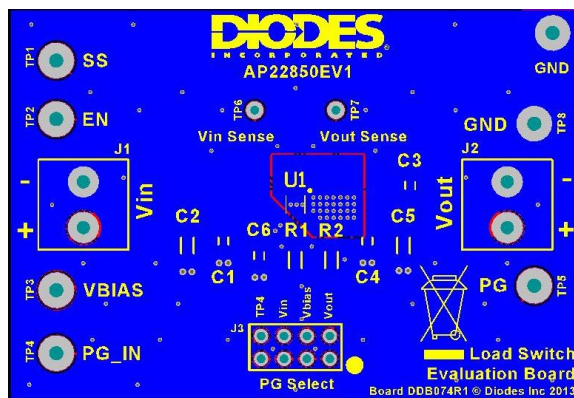 DIODES
INCORPORATED
AP22850EV1
TP1
SS
GND
TP2
EN
TP6
Vin Sense
TP7
Vout Sense
GND
TP8
J1
-
+
Vin
U1
C3
J2
-
+
Vout
C2
C6
R1
R2
C5
C1
C4
TP3
VBIAS
PG
TP5
TP4
PG_IN
TP4
Vin
Vbias
Vout
J3
PG Select
Load Switch
Evaluation Board
Board DDB074R1 © Diodes Inc 2013